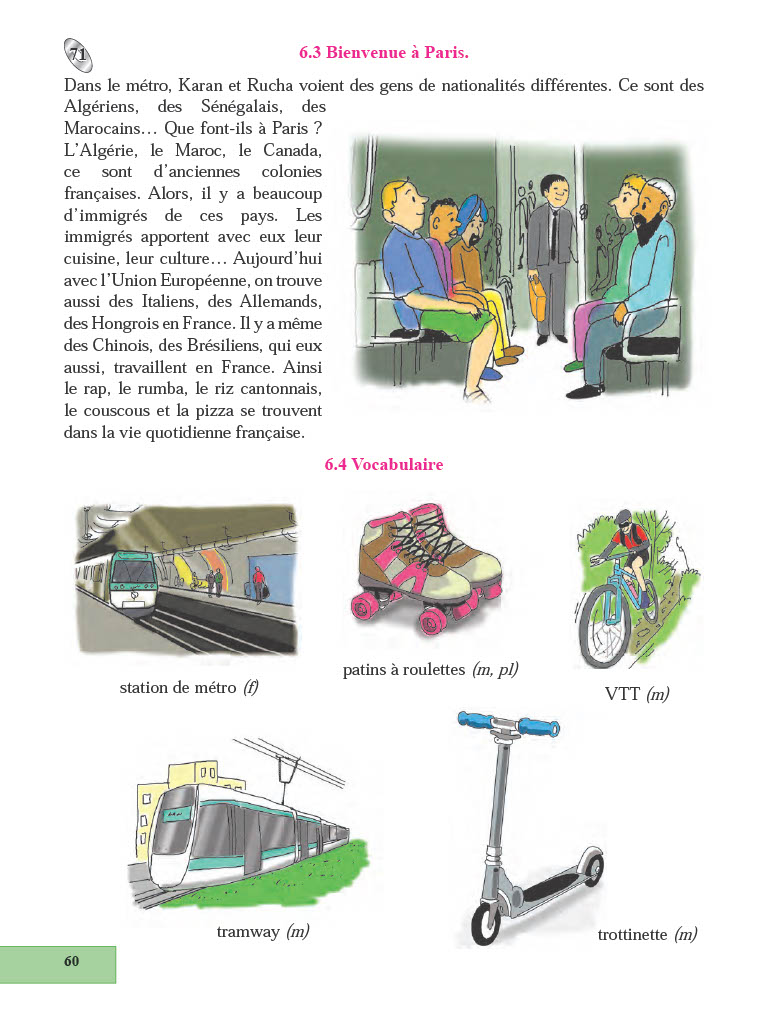 71
6.3 Bienvenue à Paris.
Dans le métro, Karan et Rucha voient des gens de nationalités différentes. Ce sont des
Algériens, des Sénégalais, des
Marocains… Que font-ils à Paris ?
L'Algérie, le Maroc, le Canada,
ce sont d'anciennes colonies
françaises. Alors, il y a beaucoup
d'immigrés de ces pays. Les
immigrés apportent avec eux leur
cuisine, leur culture… Aujourd'hui
avec l'Union Européenne, on trouve
aussi des Italiens, des Allemands,
des Hongrois en France. Il y a même
des Chinois, des Brésiliens, qui eux
aussi, travaillent en France. Ainsi
le rap, le rumba, le riz cantonnais,
le couscous et la pizza se trouvent
dans la vie quotidienne française.
6.4 Vocabulaire
station de métro (f)
patins à roulettes (m, pl)
VTT (m)
tramway (m)
trottinette (m)
60